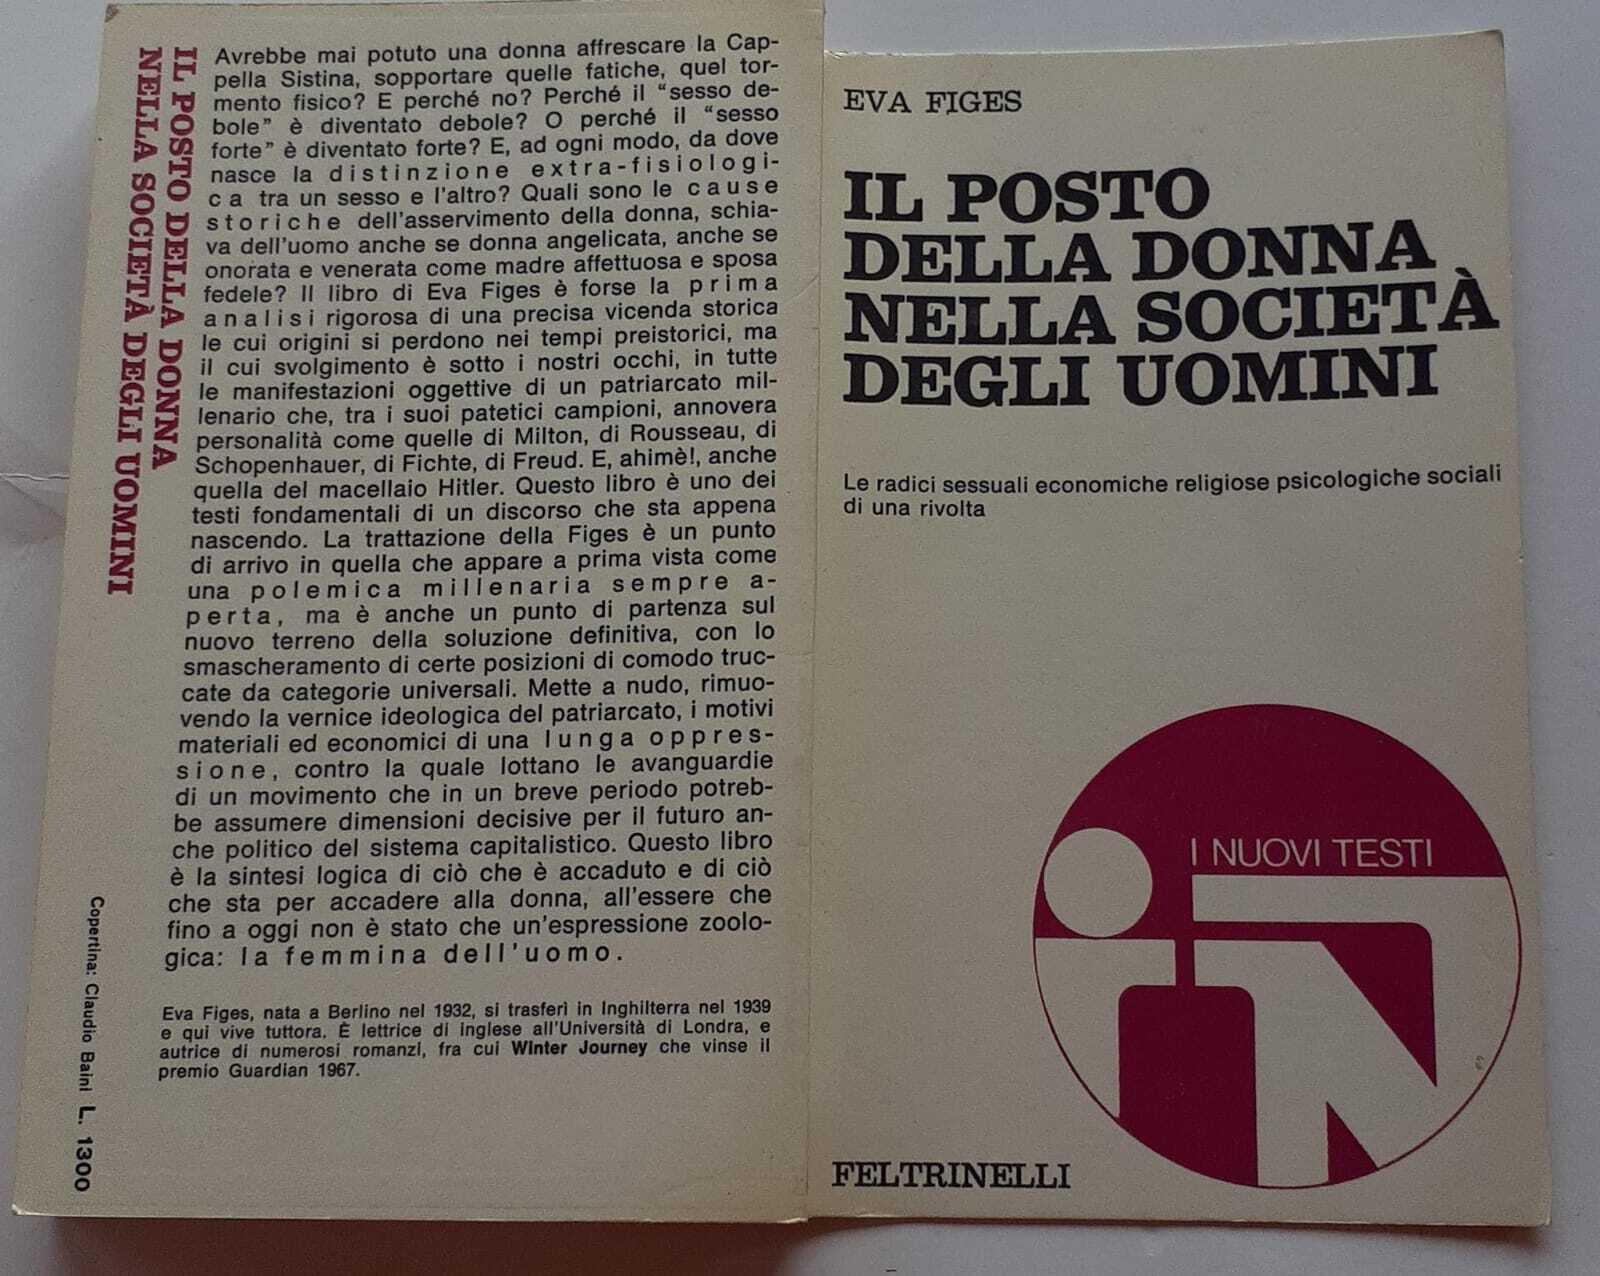 IL POSTO DELLA DONNA
NELLA SOCIETÀ DEGLI UOMINI
Avrebbe mai potuto una donna affrescare la Cap-
pella Sistina, sopportare quelle fatiche, quel tor-
mento fisico? E perché no? Perché il "sesso de-
bole" è diventato debole? O perché il "sesso
forte" è diventato forte? E, ad ogni modo, da dove
nasce la distinzione extra-fisiologi-
ca tra un sesso e l'altro? Quali sono le cause
storiche dell'asservimento della donna, schia-
va dell'uomo anche se donna angelicata, anche se
onorata e venerata come madre affettuosa e sposa
fedele? Il libro di Eva Figes è forse la prima
analisi rigorosa di una precisa vicenda storica
le cui origini si perdono nei tempi preistorici, ma
il cui svolgimento è sotto i nostri occhi, in tutte
le manifestazioni oggettive di un patriarcato mil-
lenario che, tra i suoi patetici campioni, annovera
personalità come quelle di Milton, di Rousseau, di
Schopenhauer, di Fichte, di Freud. E, ahimè!, anche
quella del macellaio Hitler. Questo libro è uno dei
testi fondamentali di un discorso che sta appena
nascendo. La trattazione della Figes è un punto
di arrivo in quella che appare a prima vista come
una polemica millenaria sempre a-
perta, ma è anche un punto di partenza sul
nuovo terreno della soluzione definitiva, con lo
smascheramento di certe posizioni di comodo truc-
cate da categorie universali. Mette a nudo, rimuo-
vendo la vernice ideologica del patriarcato, i motivi
materiali ed economici di una lunga oppres-
sione, contro la quale lottano le avanguardie
di un movimento che in un breve periodo potreb-
be assumere dimensioni decisive per il futuro an-
che politico del sistema capitalistico. Questo libro
è la sintesi logica di ciò che è accaduto e di ciò
che sta per accadere alla donna, all'essere che
fino a oggi non è stato che un'espressione zoolo-
gica: la femmina dell'uomo.
Eva Figes, nata a Berlino nel 1932, si trasferì in Inghilterra nel 1939
e qui vive tuttora. È lettrice di inglese all'Università di Londra, e
autrice di numerosi romanzi, fra cui Winter Journey che vinse il
premio Guardian 1967.
Copertina: Claudio Baini L. 1300
EVA FIGES
IL POSTO
DELLA DONNA
NELLA SOCIETÀ
DEGLI UOMINI
Le radici sessuali economiche religiose psicologiche sociali
di una rivolta
I NUOVI TESTI
FELTRINELLI